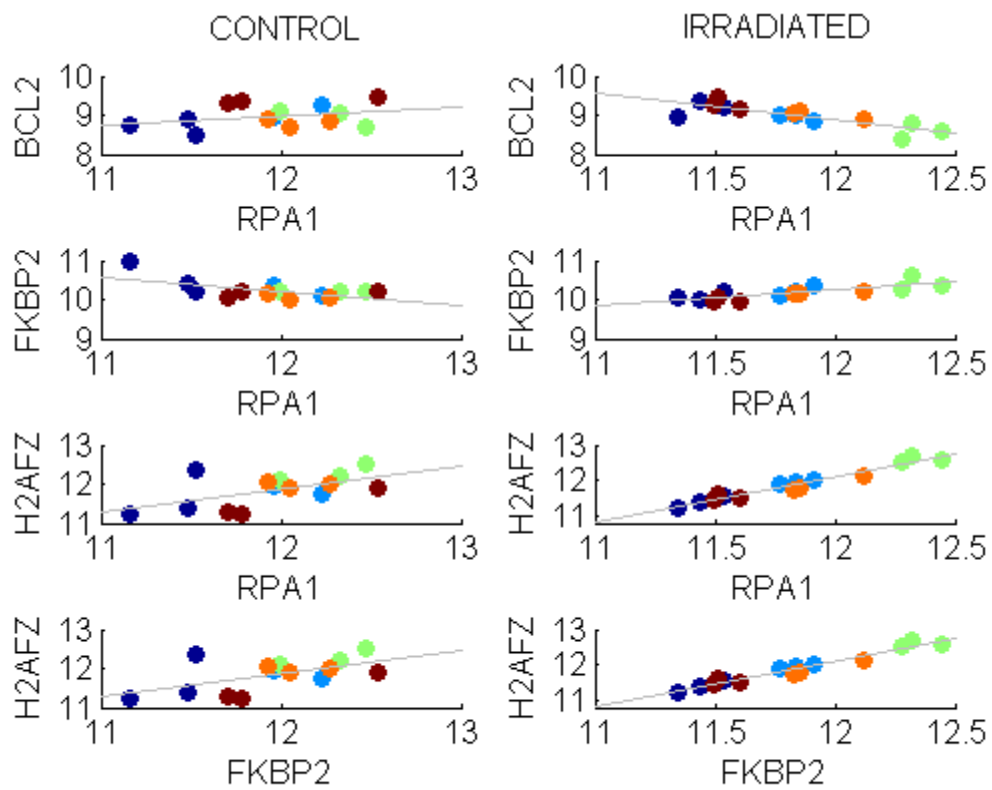 CONTROL IRRADIATED
BCL2 10 9 8 11 12 13 RPA1
BCL2 10 9 8 11 11.5 12 12.5 RPA1
FKBP2 11 10 9 11 12 13 RPA1
FKBP2 11 10 9 11 11.5 12 12.5 RPA1
H2AFZ 13 12 11 11 12 13 RPA1
H2AFZ 13 12 11 11 11.5 12 12.5 RPA1
H2AFZ 13 12 11 11 12 13 FKBP2
H2AFZ 13 12 11 11 11.5 12 12.5 FKBP2